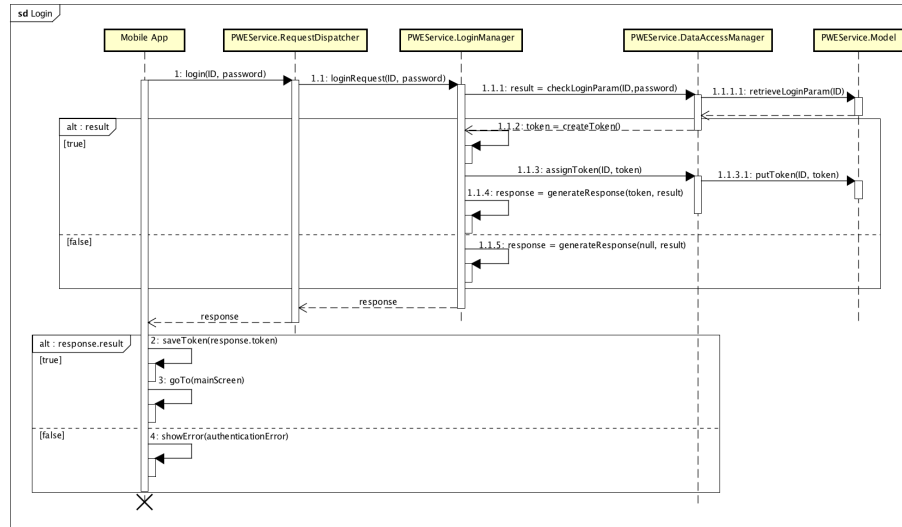 sd Login
Mobile App
PWEService.RequestDispatcher
PWEService.LoginManager
PWEService.DataAccessManager
PWEService.Model
1: login(ID, password)
1.1: loginRequest(ID, password)
1.1.1: result = checkLoginParam(ID,password)
1.1.1.1: retrieveLoginParam(ID)
alt : result
[true]
1.1.2: token = createToken()
1.1.3: assignToken(ID, token)
1.1.3.1: putToken(ID, token)
1.1.4: response = generateResponse(token, result)
[false]
1.1.5: response = generateResponse(null, result)
response
response
alt : response.result
[true]
2: saveToken(response.token)
3: goTo(mainScreen)
[false]
4: showError(authenticationError)